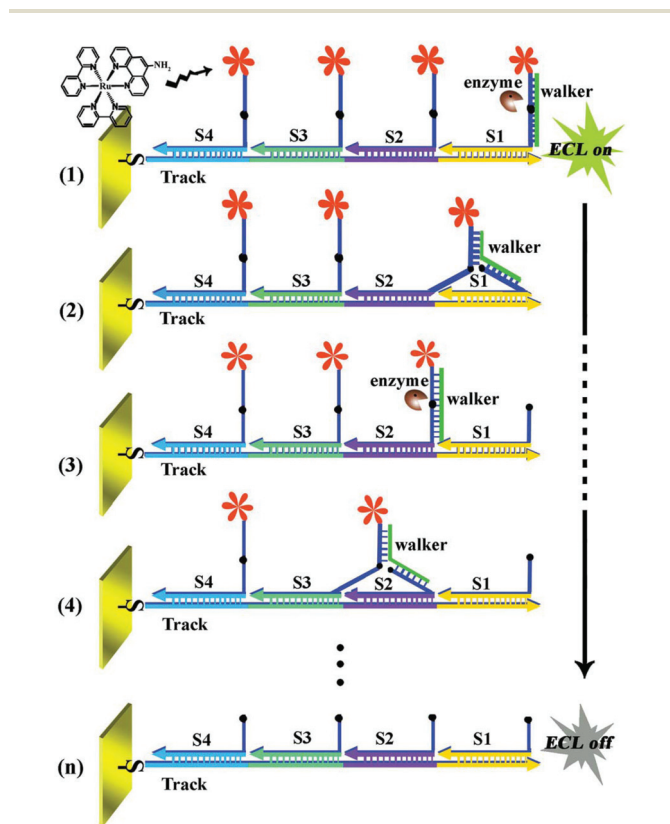 N
N
N
NH₂
N
Ru
N
N
N
enzyme
walker
S4
S3
S2
S1
ECL on
-S
(1)
Track
walker
S4
S3
S2
S1
-S
(2)
Track
enzyme
walker
S4
S3
S2
S1
-S
(3)
Track
walker
S4
S3
S2
S1
-S
(4)
Track
S4
S3
S2
S1
ECL off
-S
(n)
Track